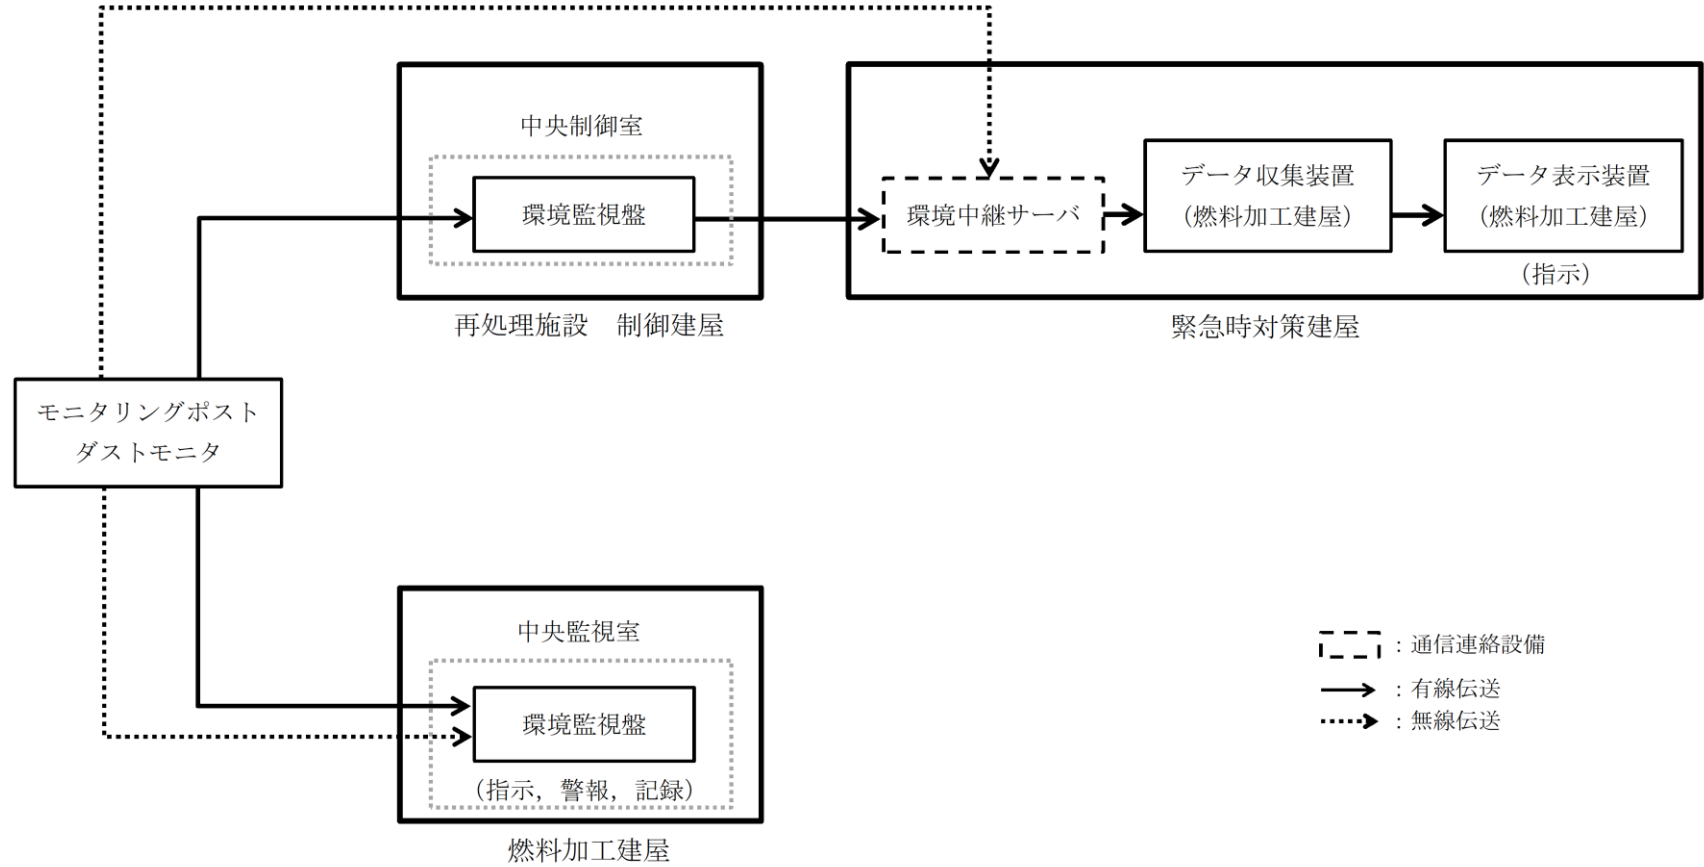 中央制御室
環境監視盤
再処理施設　制御建屋
環境中継サーバ
データ収集装置
(燃料加工建屋)
データ表示装置
(燃料加工建屋)
(指示)
緊急時対策建屋
モニタリングポスト
ダストモニタ
中央監視室
環境監視盤
(指示，警報，記録)
燃料加工建屋
：通信連絡設備
：有線伝送
：無線伝送